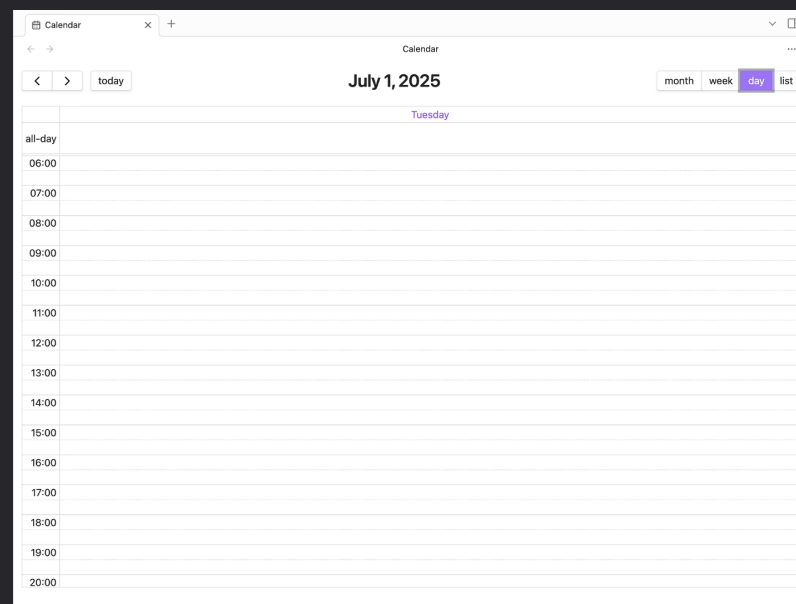 Calendar
Calendar
today
July 1, 2025
month week day list
Tuesday
all-day
06:00
07:00
08:00
09:00
10:00
11:00
12:00
13:00
14:00
15:00
16:00
17:00
18:00
19:00
20:00